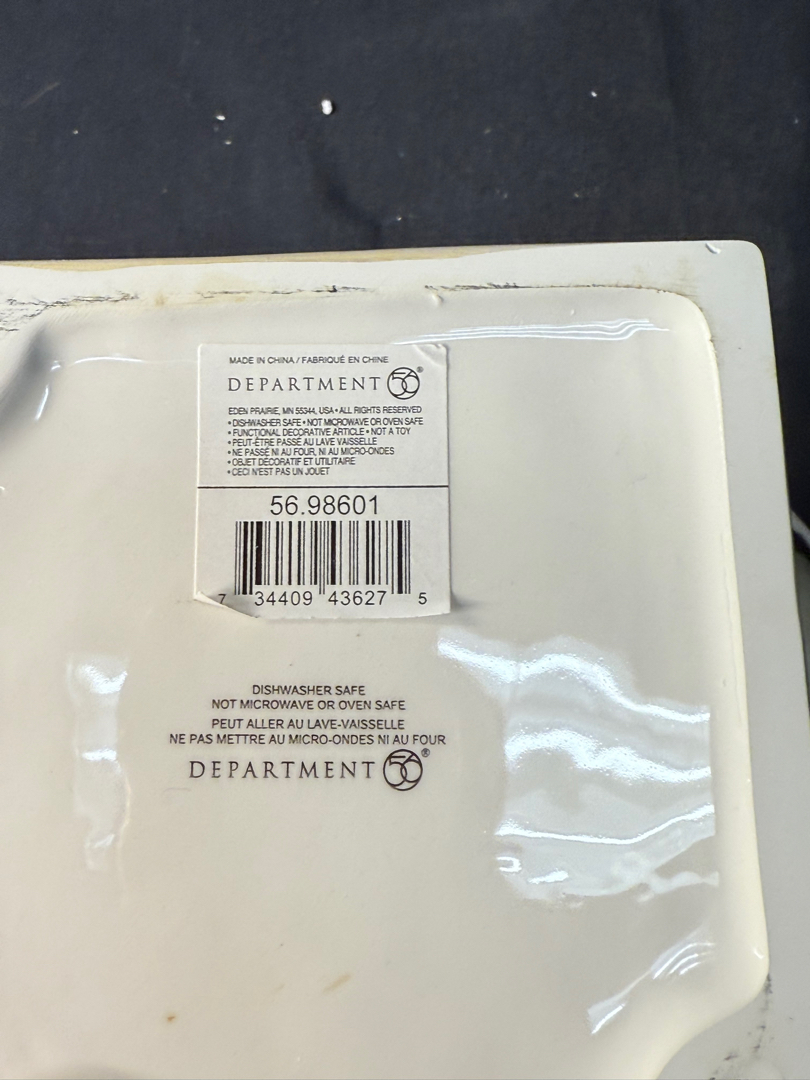 MADE IN CHINA / FABRIQUÉ EN CHINE
DEPARTMENT 56®
EDEN PRAIRIE, MN 55344, USA • ALL RIGHTS RESERVED
• DISHWASHER SAFE • NOT MICROWAVE OR OVEN SAFE
• FUNCTIONAL DECORATIVE ARTICLE • NOT A TOY
• PEUT-ÊTRE PASSÉ AU LAVE VAISSELLE
• NE PASSÉ NI AU FOUR, NI AU MICRO-ONDES
• OBJET DÉCORATIF ET UTILITAIRE
• CECI N'EST PAS UN JOUET
56.98601
7 34409 43627 5
DISHWASHER SAFE
NOT MICROWAVE OR OVEN SAFE
PEUT ALLER AU LAVE-VAISSELLE
NE PAS METTRE AU MICRO-ONDES NI AU FOUR
DEPARTMENT 56®